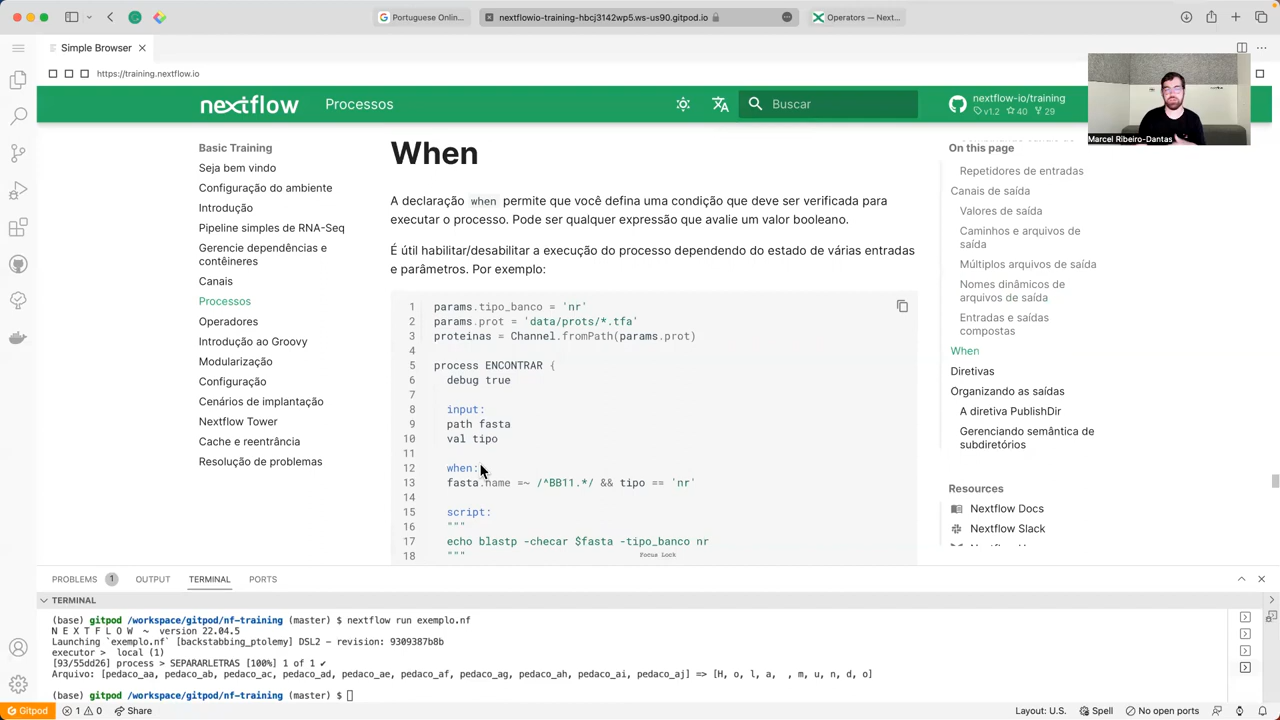 Portuguese Onlin...
nextflowio-training-hbcj3142wp5.ws-us90.gitpod.io
Operators — Next...
Simple Browser
https://training.nextflow.io
nextflow
Processos
Buscar
nextflow-io/training
v1.2 40 29
Marcel Ribeiro-Dantas
Basic Training
Seja bem vindo
Configuração do ambiente
Introdução
Pipeline simples de RNA-Seq
Gerencie dependências e
contêineres
Canais
Processos
Operadores
Introdução ao Groovy
Modularização
Configuração
Cenários de implantação
Nextflow Tower
Cache e reentrância
Resolução de problemas
When
A declaração when permite que você defina uma condição que deve ser verificada para
executar o processo. Pode ser qualquer expressão que avalie um valor booleano.
É útil habilitar/desabilitar a execução do processo dependendo do estado de várias entradas
e parâmetros. Por exemplo:
1 params.tipo_banco = 'nr'
2 params.prot = 'data/prots/*.tfa'
3 proteinas = Channel.fromPath(params.prot)
4
5 process ENCONTRAR {
6 debug true
7
8 input:
9 path fasta
10 val tipo
11
12 when:
13 fasta.name =~ /^BB11.*/ && tipo == 'nr'
14
15 script:
16 """
17 echo blastp -checar $fasta -tipo_banco nr
18 """
Focus Lock
On this page
Repetidores de entradas
Canais de saída
Valores de saída
Caminhos e arquivos de
saída
Múltiplos arquivos de saída
Nomes dinâmicos de
arquivos de saída
Entradas e saídas
compostas
When
Diretivas
Organizando as saídas
A diretiva PublishDir
Gerenciando semântica de
subdiretórios
Resources
Nextflow Docs
Nextflow Slack
PROBLEMS 1 OUTPUT TERMINAL PORTS
TERMINAL
(base) gitpod /workspace/gitpod/nf-training (master) $ nextflow run exemplo.nf
N E X T F L O W ~ version 22.04.5
Launching `exemplo.nf` [backstabbing_ptolemy] DSL2 - revision: 9309387b8b
executor > local (1)
[93/55dd26] process > SEPARARLETRAS [100%] 1 of 1 ✔
Arquivo: [pedaco_aa, pedaco_ab, pedaco_ac, pedaco_ad, pedaco_ae, pedaco_af, pedaco_ag, pedaco_ah, pedaco_ai, pedaco_aj] => [H, o, l, a,  , m, u, n, d, o]
(base) gitpod /workspace/gitpod/nf-training (master) $
Gitpod 1 0 Share Layout: U.S. Spell No open ports